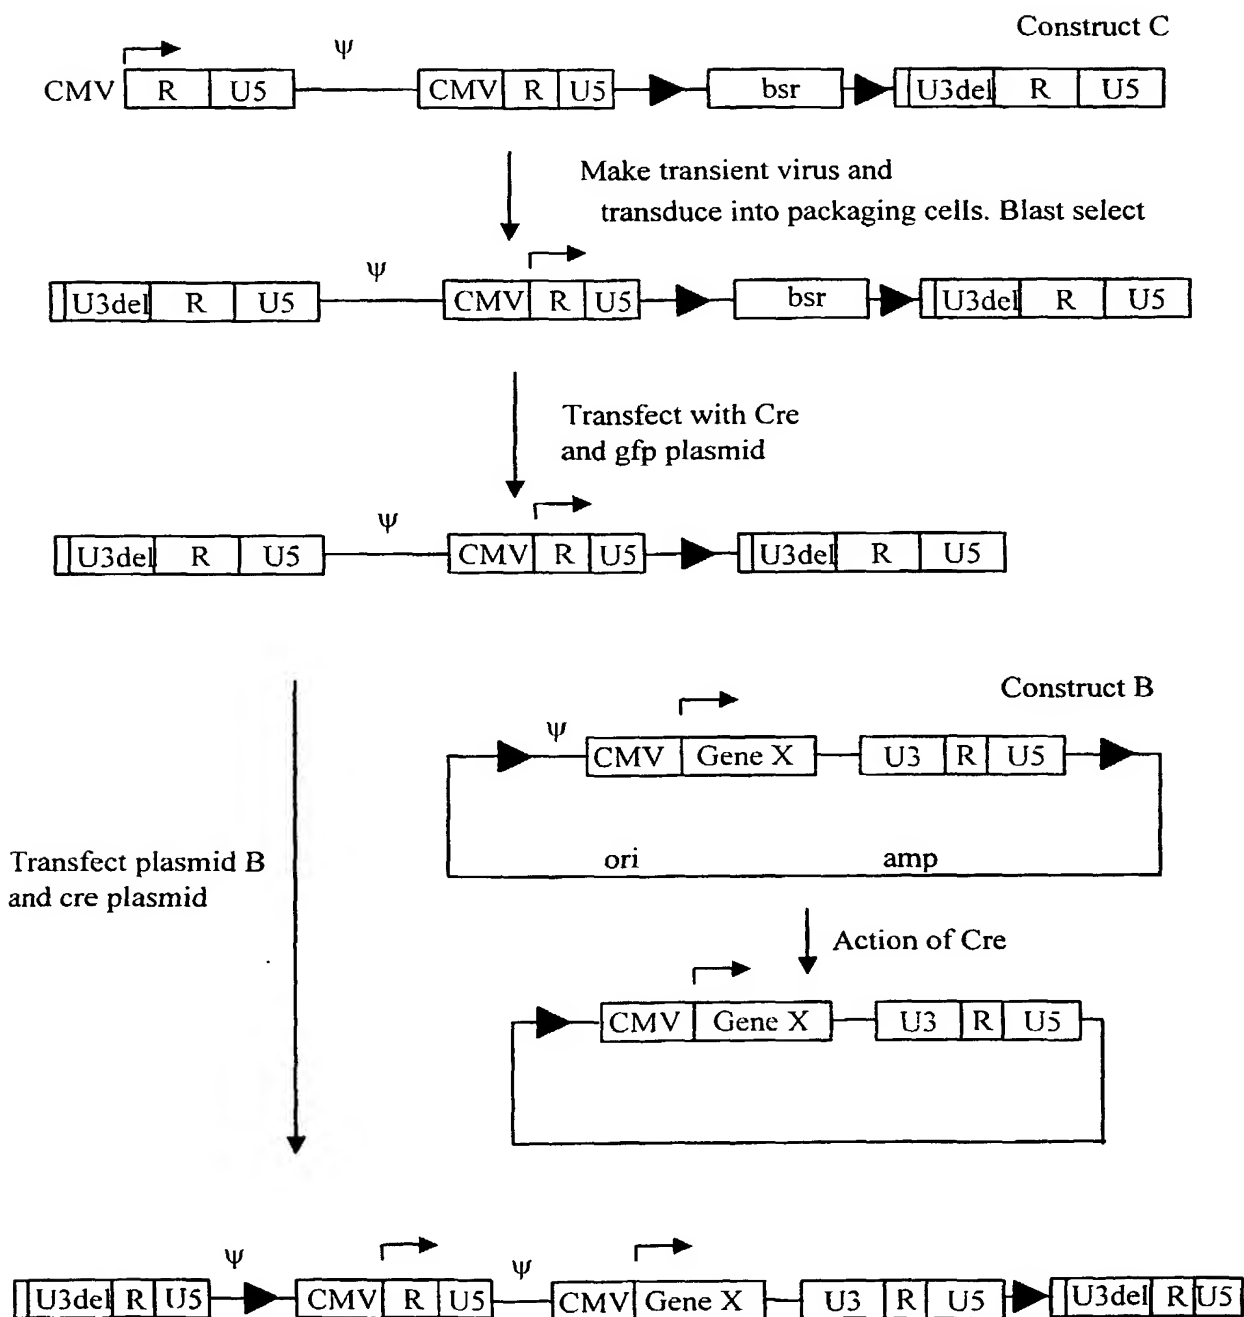 Construct C
ψ
CMV R U5 CMV R U5 bsr U3del R U5
Make transient virus and
transduce into packaging cells. Blast select
ψ
U3del R U5 CMV R U5 bsr U3del R U5
Transfect with Cre
and gfp plasmid
ψ
U3del R U5 CMV R U5 U3del R U5
Construct B
ψ
CMV Gene X U3 R U5
ori amp
Transfect plasmid B
and cre plasmid
Action of Cre
CMV Gene X U3 R U5
ψ ψ
U3del R U5 CMV R U5 CMV Gene X U3 R U5 U3del R U5